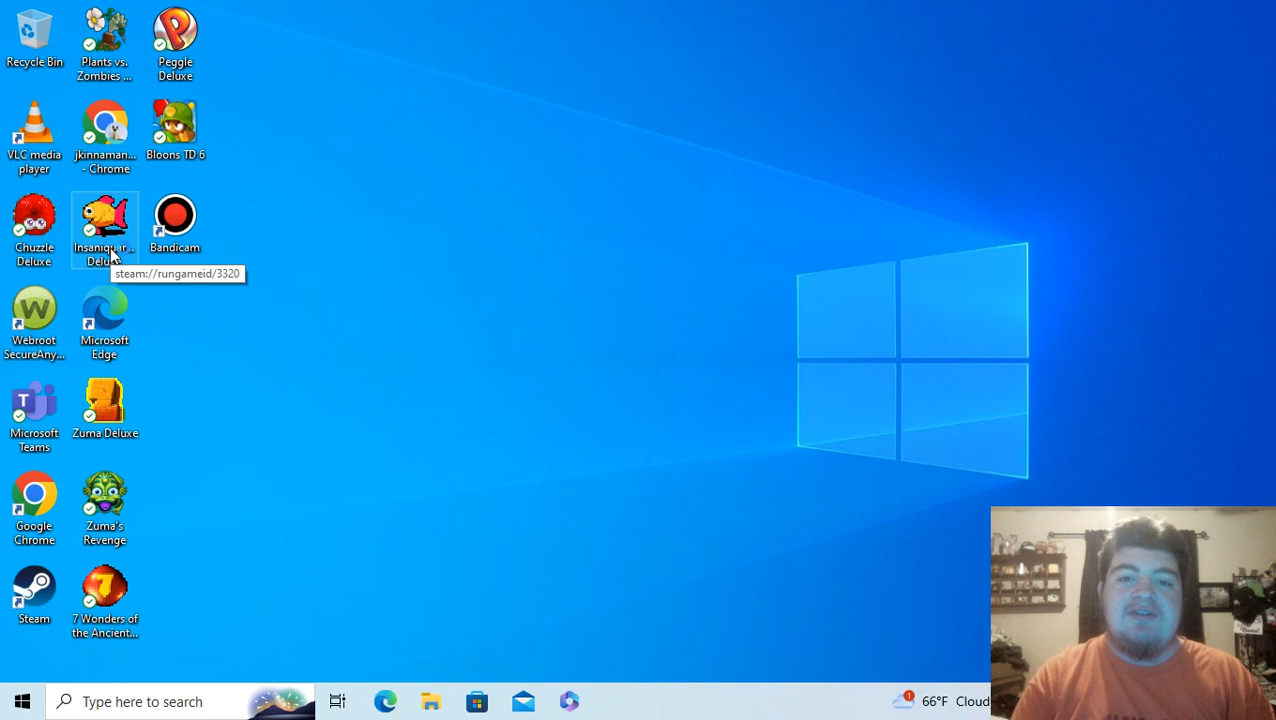 Recycle Bin
Plants vs.
Zombies ...
Peggle
Deluxe
VLC media
player
jkinnaman...
- Chrome
Bloons TD 6
Chuzzle
Deluxe
Insaniquar...
Bandicam
steam://rungameid/3320
Webroot
SecureAny...
Microsoft
Edge
Microsoft
Teams
Zuma Deluxe
Google
Chrome
Zuma's
Revenge
Steam
7 Wonders of
the Ancient...
Type here to search
1
66°F Cloud